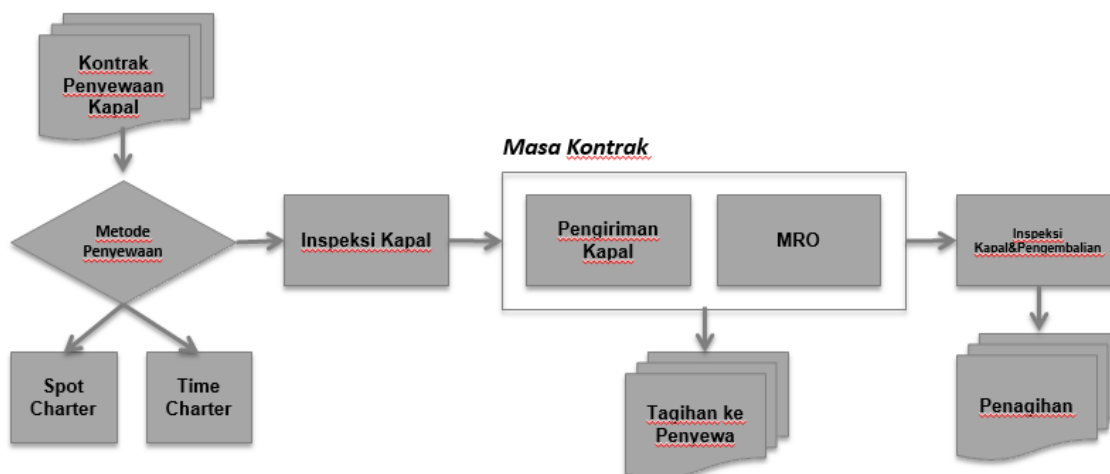 Kontrak
Penyewaan
Kapal
Masa Kontrak
Metode
Penyewaan
Inspeksi Kapal
Pengiriman
Kapal
MRO
Inspeksi
Kapal&Pengembalian
Spot
Charter
Time
Charter
Tagihan ke
Penyewa
Penagihan